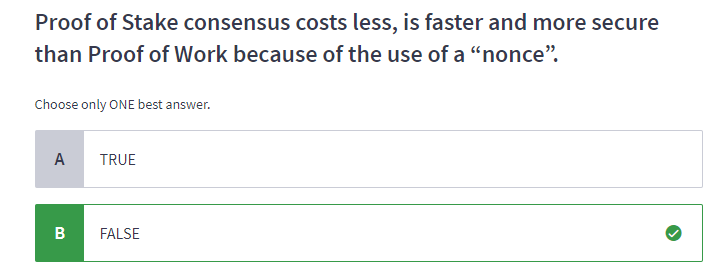 Proof of Stake consensus costs less, is faster and more secure
than Proof of Work because of the use of a “nonce”.
Choose only ONE best answer.
A TRUE
B FALSE